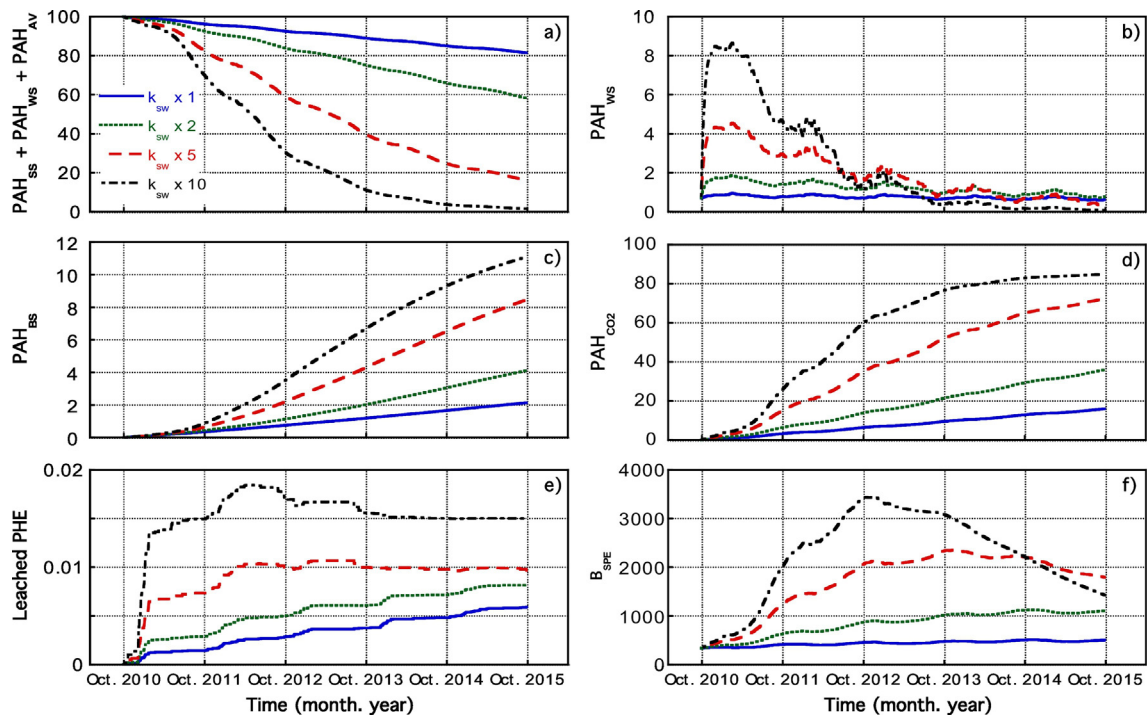 PAH_SS + PAH_WS + PAH_AV
100
80
60
40
20
0
a)
k_sw x 1
k_sw x 2
k_sw x 5
k_sw x 10
PAH_WS
10
8
6
4
2
0
b)
PAH_BS
12
10
8
6
4
2
0
c)
PAH_CO2
100
80
60
40
20
0
d)
Leached PHE
0.02
0.01
0
e)
Oct. 2010 Oct. 2011 Oct. 2012 Oct. 2013 Oct. 2014 Oct. 2015
Time (month. year)
B_SPE
4000
3000
2000
1000
0
f)
Oct. 2010 Oct. 2011 Oct. 2012 Oct. 2013 Oct. 2014 Oct. 2015
Time (month. year)